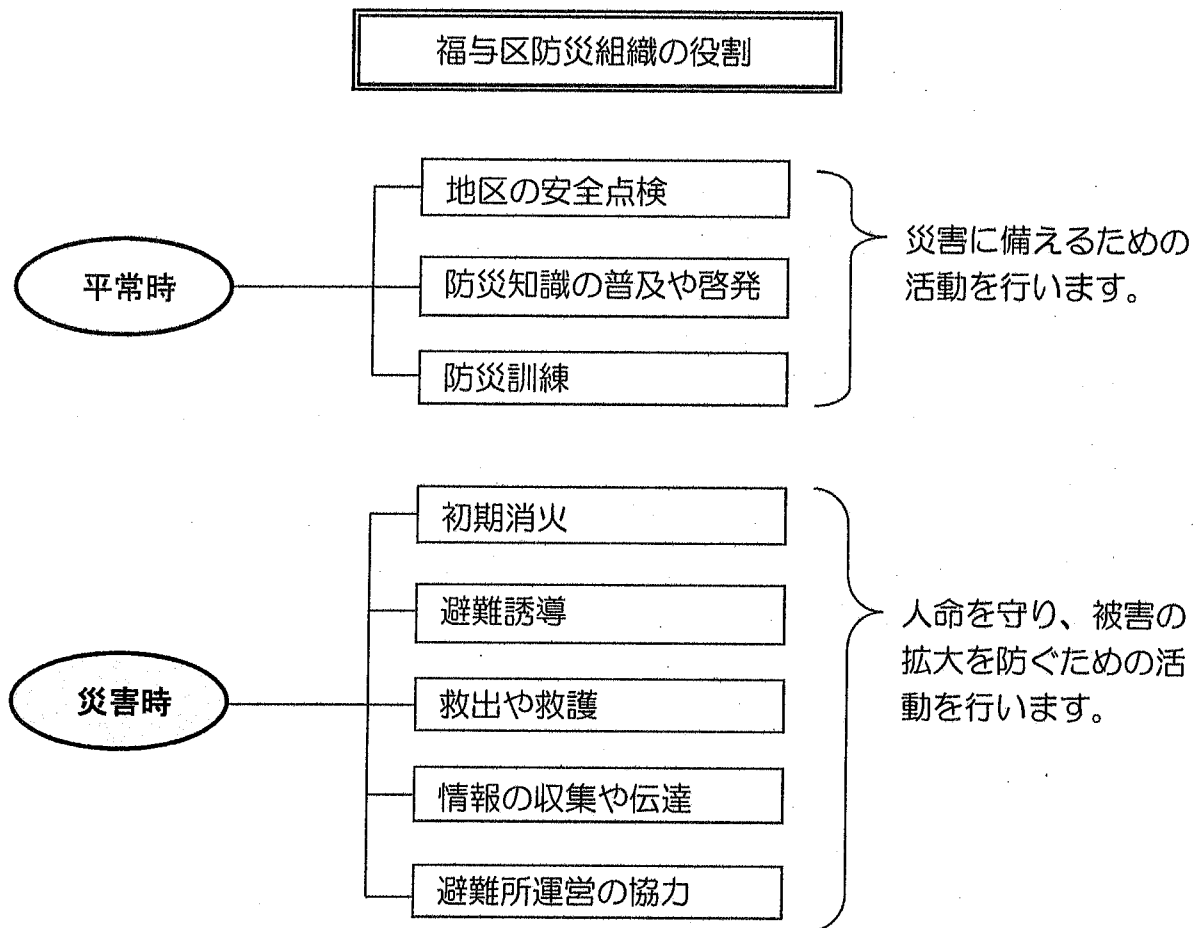 福与区防災組織の役割
平常時
地区の安全点検
防災知識の普及や啓発
防災訓練
災害に備えるための
活動を行います。
災害時
初期消火
避難誘導
救出や救護
情報の収集や伝達
避難所運営の協力
人命を守り、被害の
拡大を防ぐための活
動を行います。